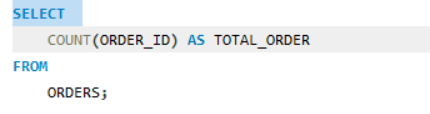 SELECT
COUNT(ORDER_ID) AS TOTAL_ORDER
FROM
ORDERS;